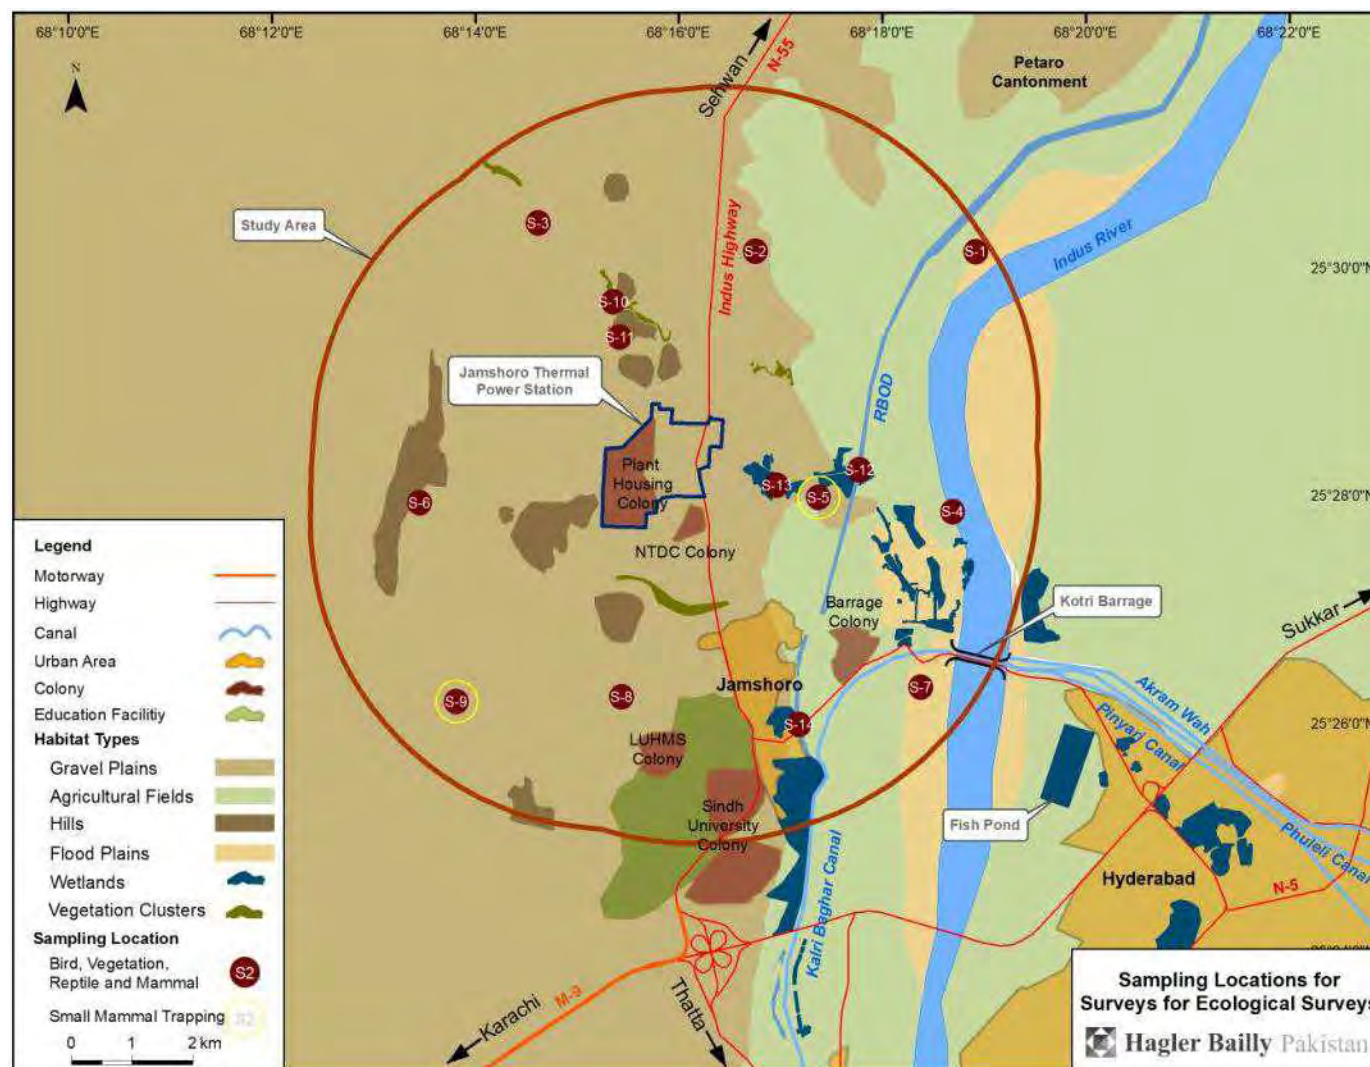 68°10'0"E 68°12'0"E 68°14'0"E 68°16'0"E 68°18'0"E 68°20'0"E 68°22'0"E
N
Sehwan
N-55
Petaro
Cantonment
Study Area
S-3
Indus Highway
S-2
S-1
Indus River
25°30'0"N
S-10
S-11
Jamshoro Thermal
Power Station
RBOD
Plant
Housing
Colony
S-6
S-13
S-5
S-12
S-4
25°28'0"N
NTDC Colony
Barrage
Colony
Kotri Barrage
Sukkar
Jamshoro
S-9
S-8
S-7
S-14
Akram Wah
Pinyari Canal
25°26'0"N
LUHMS
Colony
Sindh
University
Colony
Fish Pond
Phuleli Canal
Kalri Baghar Canal
Hyderabad
N-5
Karachi
M-9
Thatta
Legend
Motorway
Highway
Canal
Urban Area
Colony
Education Facilitiy
Habitat Types
Gravel Plains
Agricultural Fields
Hills
Flood Plains
Wetlands
Vegetation Clusters
Sampling Location
Bird, Vegetation,
Reptile and Mammal
S2
Small Mammal Trapping
S2
0 1 2 km
Sampling Locations for
Surveys for Ecological Surveys
Hagler Bailly Pakistan